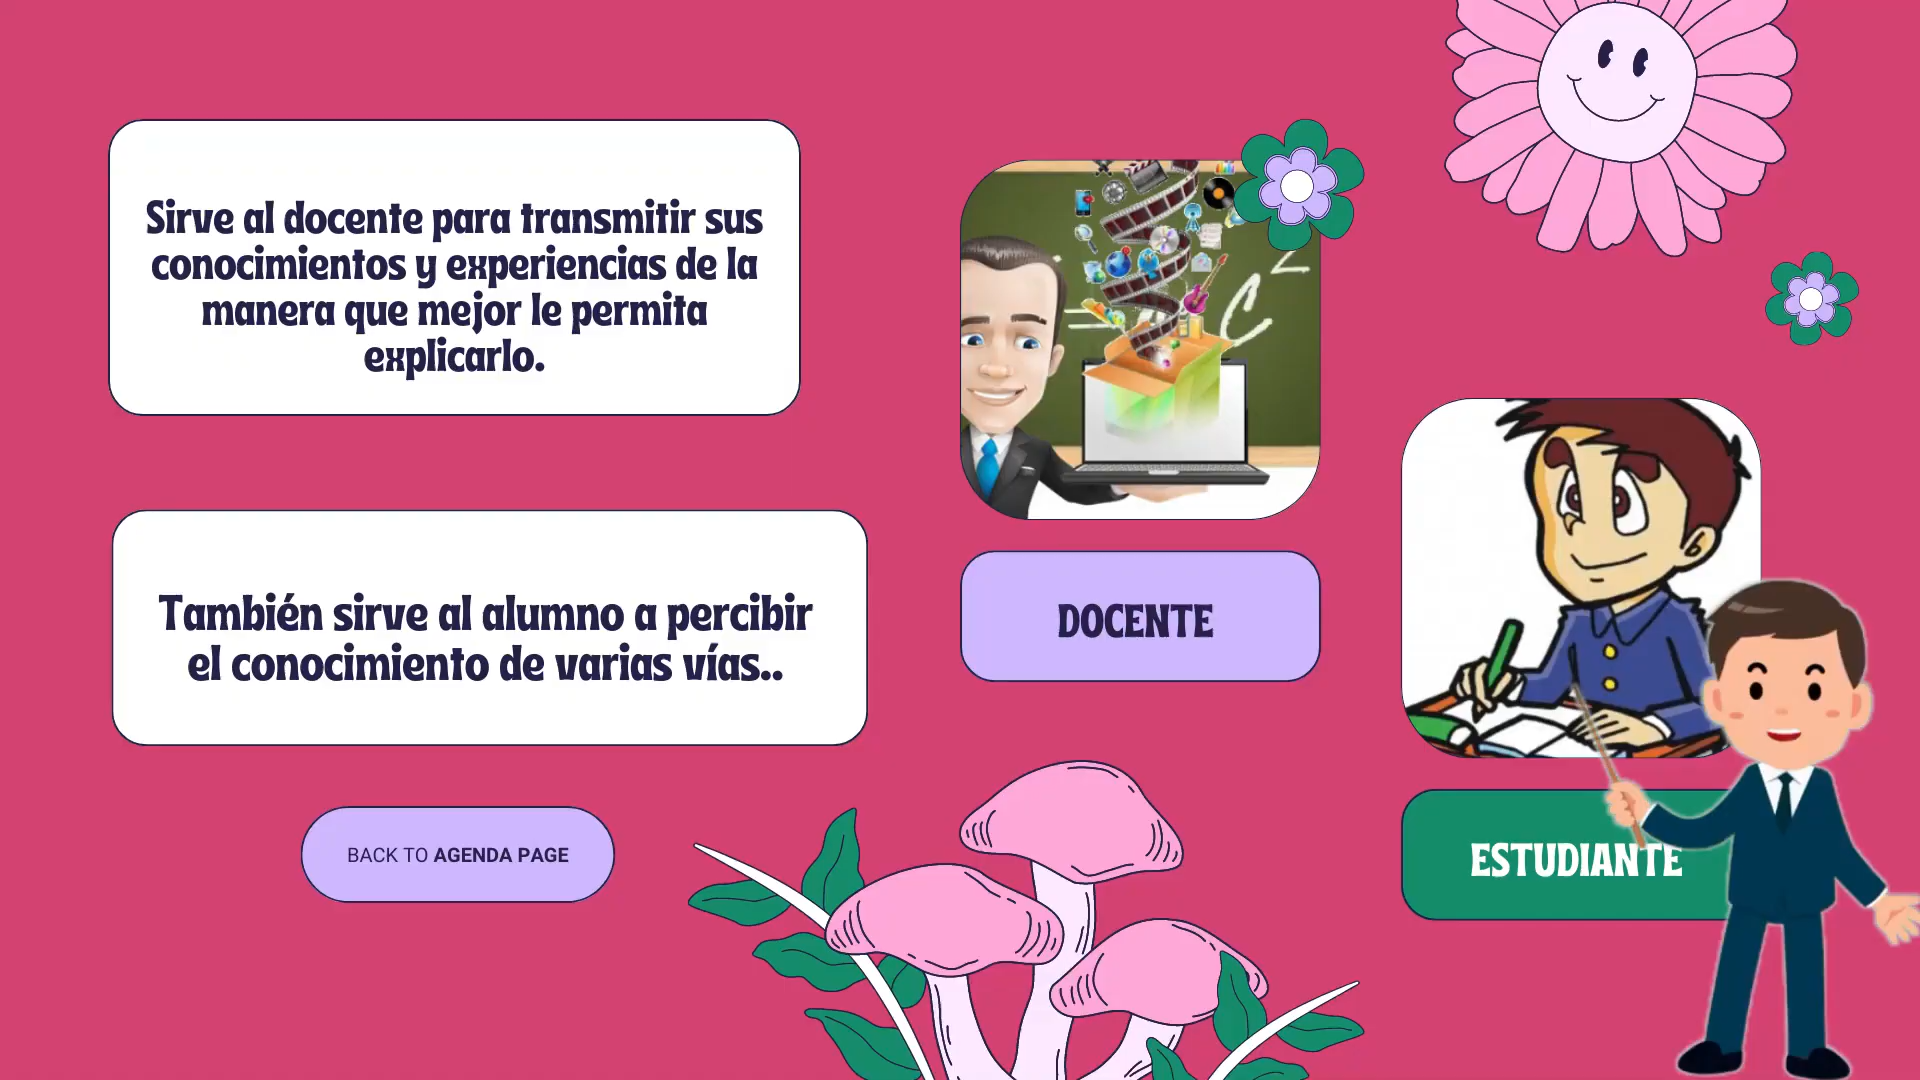 Sirve al docente para transmitir sus
conocimientos y experiencias de la
manera que mejor le permita
explicarlo.
También sirve al alumno a percibir
el conocimiento de varias vías..
BACK TO AGENDA PAGE
DOCENTE
ESTUDIANTE
C 2